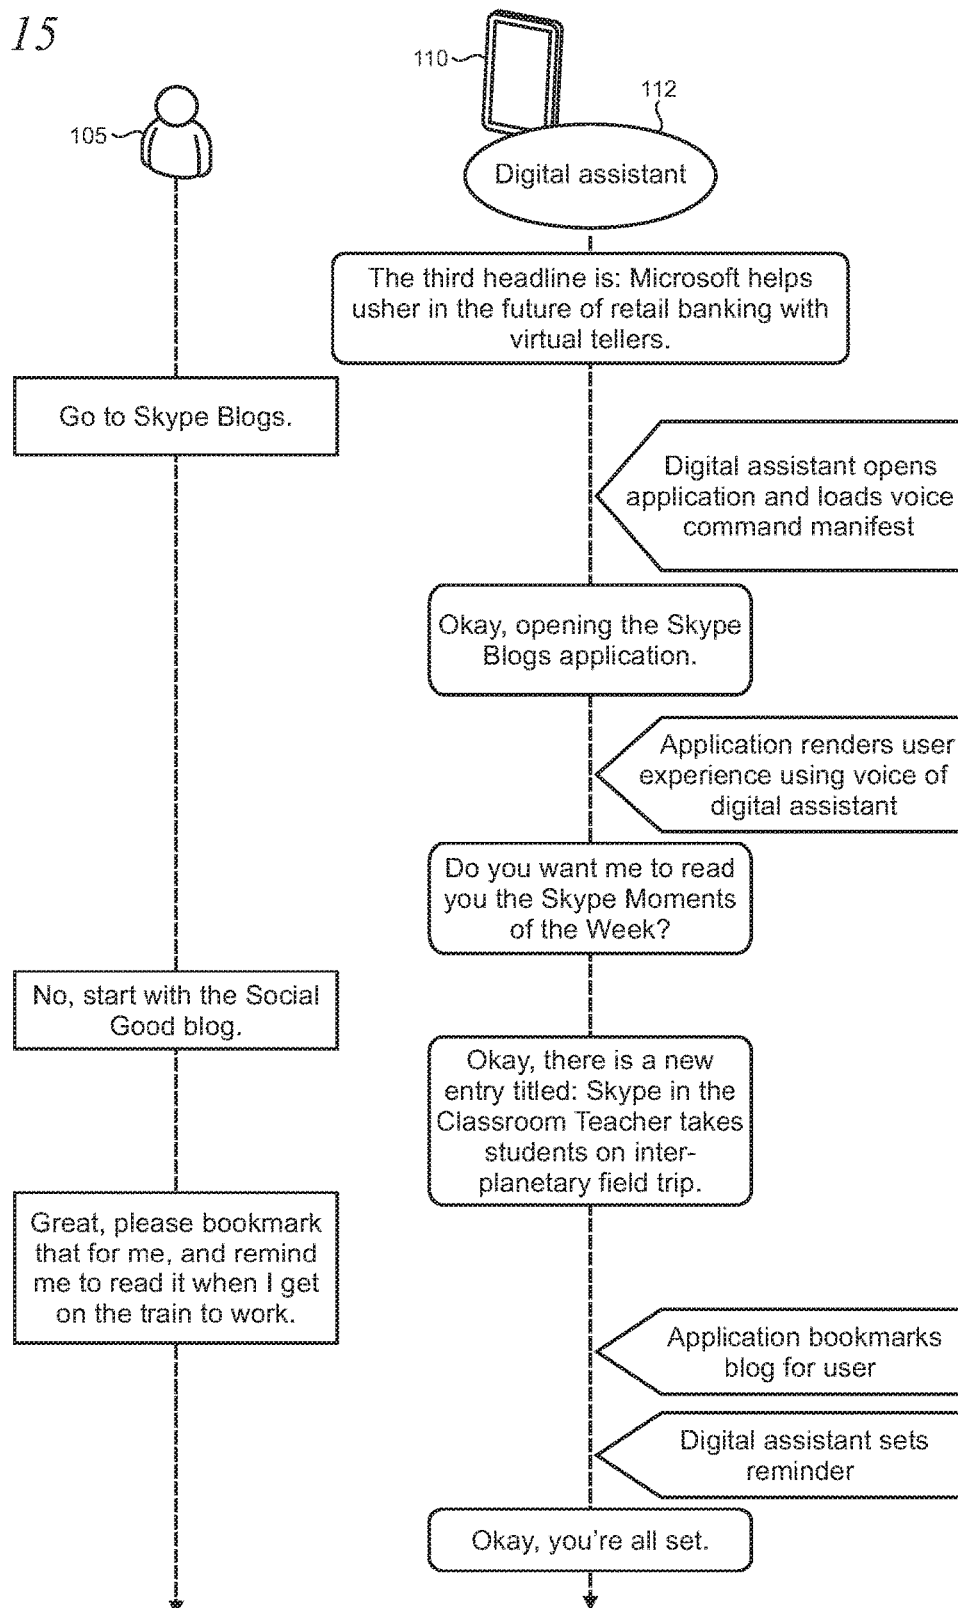 15
110
112
105
Digital assistant
The third headline is: Microsoft helps
usher in the future of retail banking with
virtual tellers.
Go to Skype Blogs.
Digital assistant opens
application and loads voice
command manifest
Okay, opening the Skype
Blogs application.
Application renders user
experience using voice of
digital assistant
Do you want me to read
you the Skype Moments
of the Week?
No, start with the Social
Good blog.
Okay, there is a new
entry titled: Skype in the
Classroom Teacher takes
students on inter-
planetary field trip.
Great, please bookmark
that for me, and remind
me to read it when I get
on the train to work.
Application bookmarks
blog for user
Digital assistant sets
reminder
Okay, you're all set.